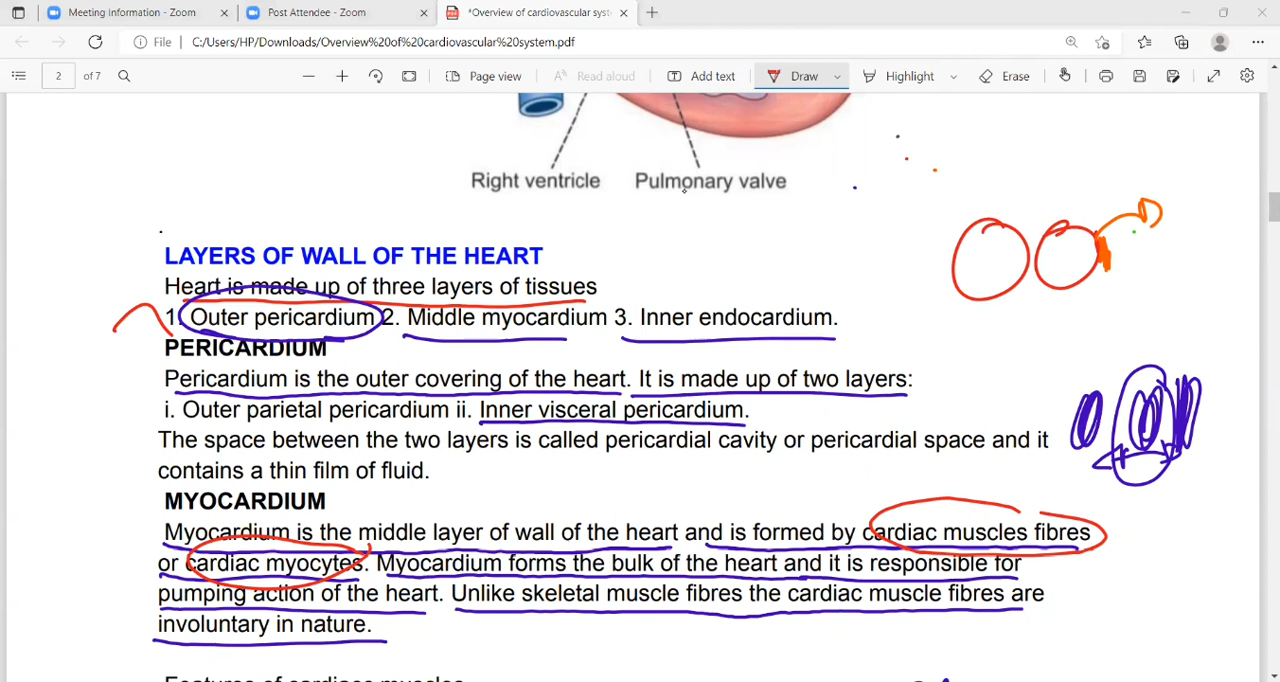 Meeting Information - Zoom
Post Attendee - Zoom
*Overview of cardiovascular syst
File C:/Users/HP/Downloads/Overview%20of%20cardiovascular%20system.pdf
2 of 7 Page view Read aloud Add text Draw Highlight Erase
Right ventricle Pulmonary valve
.
LAYERS OF WALL OF THE HEART
Heart is made up of three layers of tissues
1. Outer pericardium 2. Middle myocardium 3. Inner endocardium.
PERICARDIUM
Pericardium is the outer covering of the heart. It is made up of two layers:
i. Outer parietal pericardium ii. Inner visceral pericardium.
The space between the two layers is called pericardial cavity or pericardial space and it
contains a thin film of fluid.
MYOCARDIUM
Myocardium is the middle layer of wall of the heart and is formed by cardiac muscles fibres
or cardiac myocytes. Myocardium forms the bulk of the heart and it is responsible for
pumping action of the heart. Unlike skeletal muscle fibres the cardiac muscle fibres are
involuntary in nature.
Features of cardiac muscles